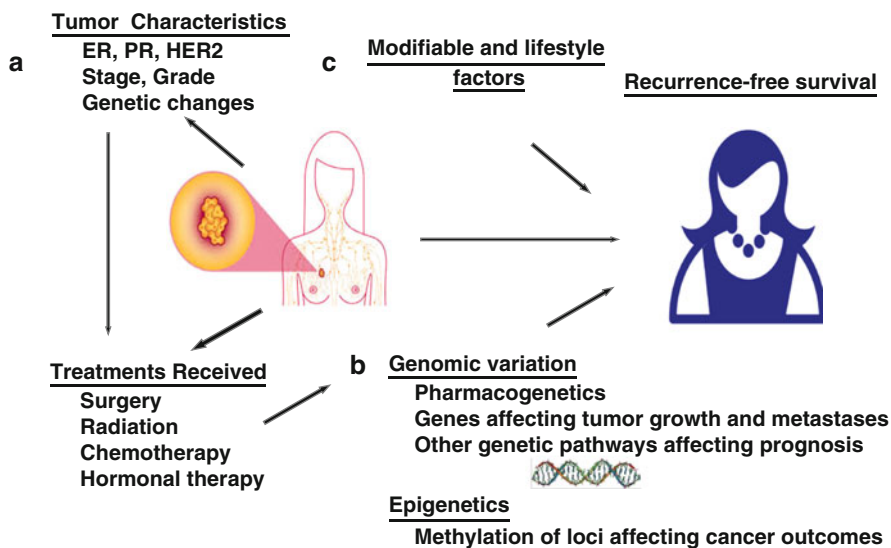 a
Tumor Characteristics
ER, PR, HER2
Stage, Grade
Genetic changes
c
Modifiable and lifestyle
factors
Recurrence-free survival
Treatments Received
Surgery
Radiation
Chemotherapy
Hormonal therapy
b
Genomic variation
Pharmacogenetics
Genes affecting tumor growth and metastases
Other genetic pathways affecting prognosis
Epigenetics
Methylation of loci affecting cancer outcomes